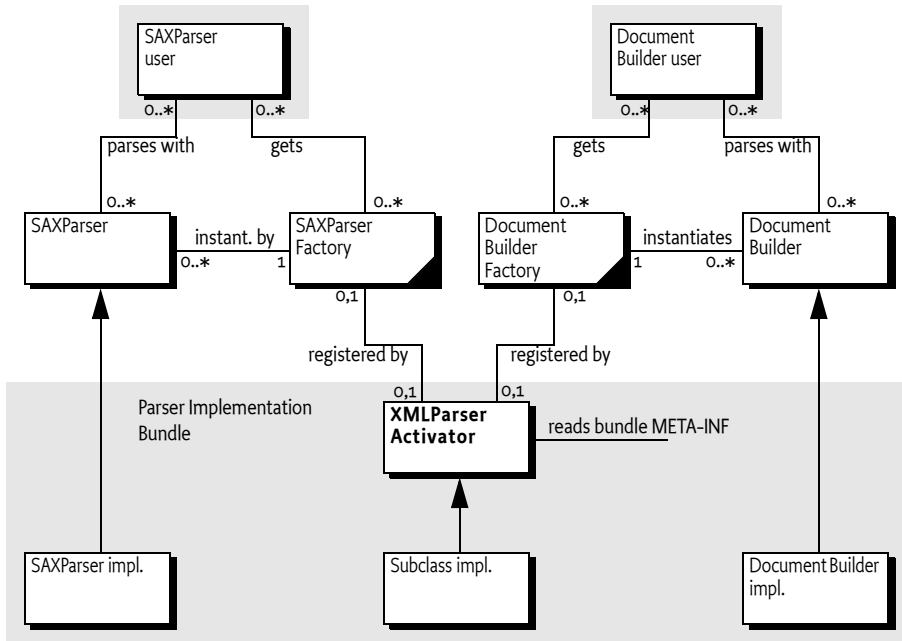 SAXParser
user
Document
Builder user
0..*
0..*
0..*
0..*
parses with
gets
gets
parses with
0..*
0..*
0..*
0..*
SAXParser
SAXParser
Factory
Document
Builder
Factory
Document
Builder
instant. by
instantiates
0..*
1
1
0..*
0,1
0,1
registered by
registered by
0,1
0,1
Parser Implementation
Bundle
XMLParser
Activator
reads bundle META-INF
SAXParser impl.
Subclass impl.
Document Builder
impl.